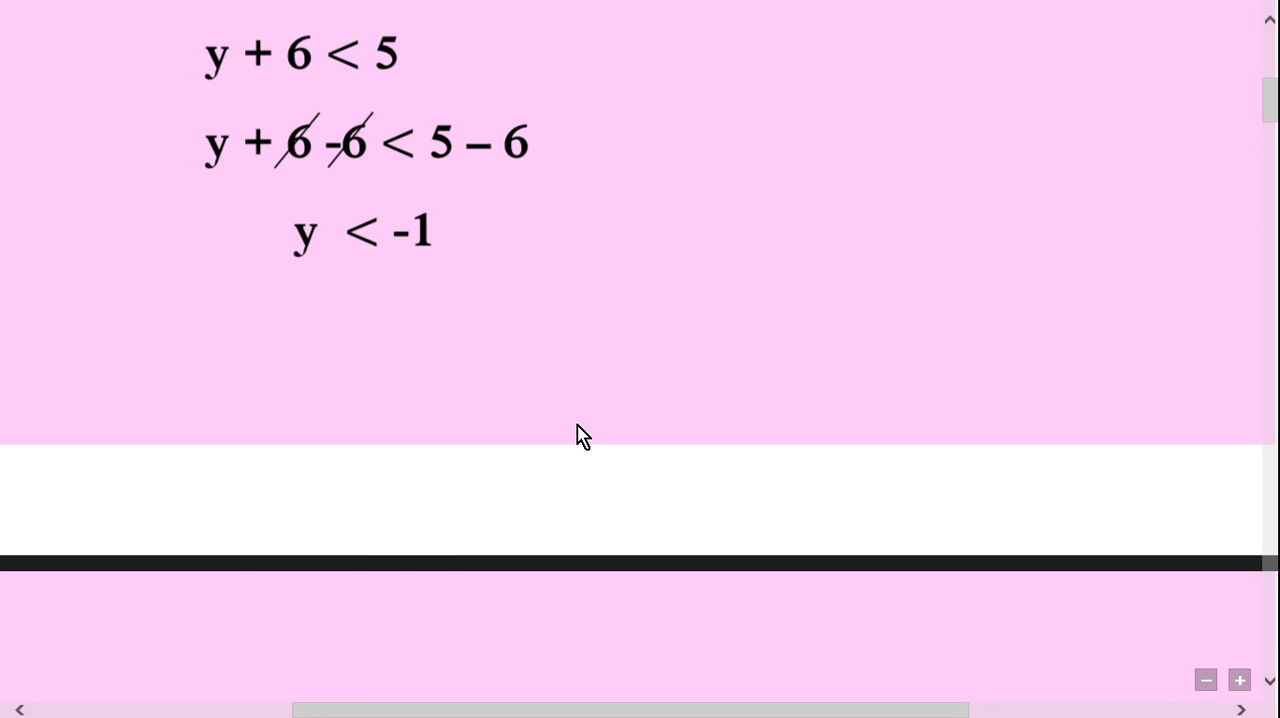 y + 6 < 5
y + 6 -6 < 5 – 6
y < -1